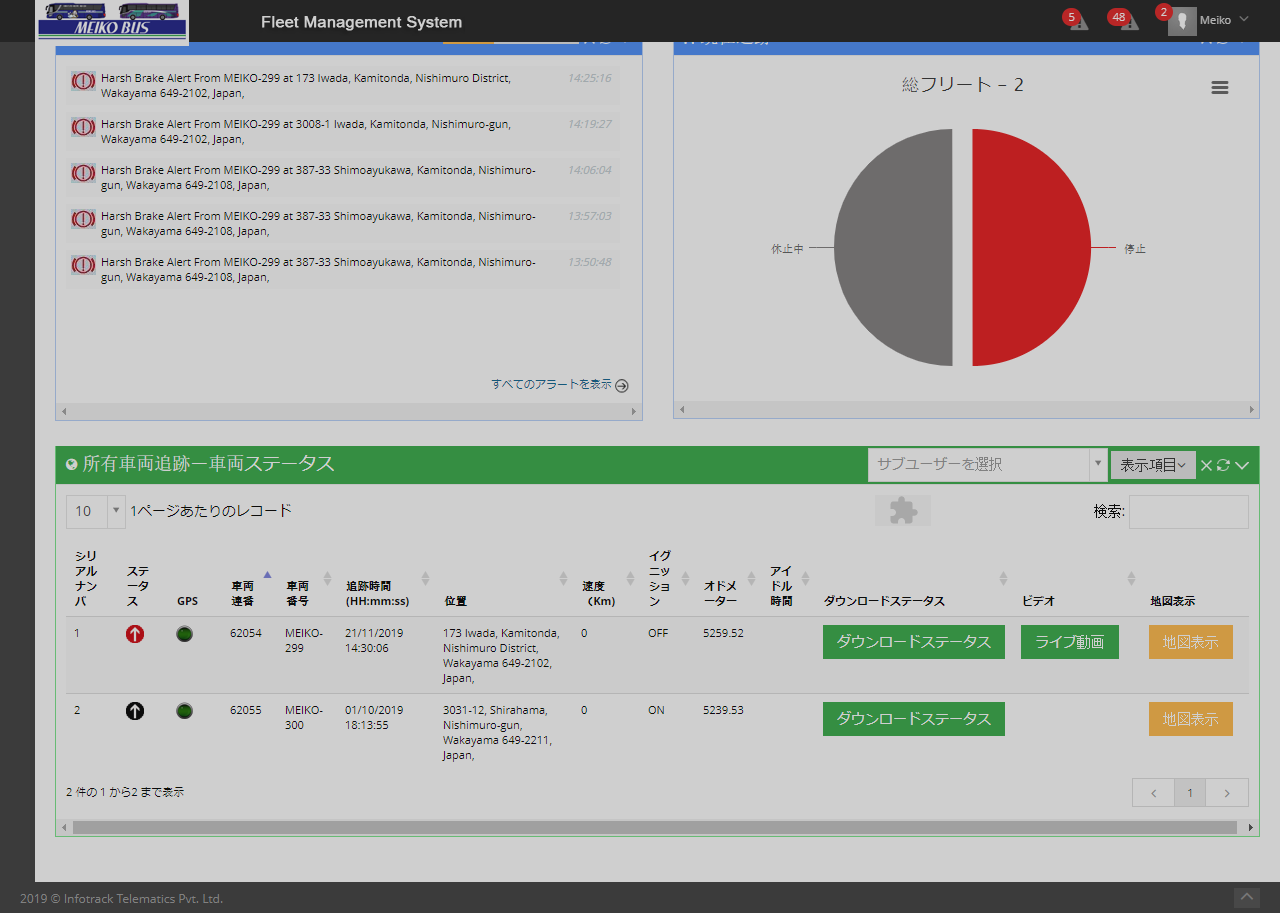 MEIKO BUS
Fleet Management System
5
48
2
Meiko
Harsh Brake Alert From MEIKO-299 at 173 Iwada, Kamitonda, Nishimuro District,
Wakayama 649-2102, Japan,
14:25:16
Harsh Brake Alert From MEIKO-299 at 3008-1 Iwada, Kamitonda, Nishimuro-gun,
Wakayama 649-2102, Japan,
14:19:27
Harsh Brake Alert From MEIKO-299 at 387-33 Shimoayukawa, Kamitonda, Nishimuro-
gun, Wakayama 649-2108, Japan,
14:06:04
Harsh Brake Alert From MEIKO-299 at 387-33 Shimoayukawa, Kamitonda, Nishimuro-
gun, Wakayama 649-2108, Japan,
13:57:03
Harsh Brake Alert From MEIKO-299 at 387-33 Shimoayukawa, Kamitonda, Nishimuro-
gun, Wakayama 649-2108, Japan,
13:50:48
すべてのアラートを表示
総フリート – 2
休止中
停止
所有車両追跡ー車両ステータス
サブユーザーを選択
表示項目
10
1ページあたりのレコード
検索:
シリ
アル
ナン
バ
ステ
ータ
ス
GPS
車両
連番
車両
番号
追跡時間
(HH:mm:ss)
位置
速度
（Km)
イグ
ニッ
ショ
ン
オドメ
ーター
アイ
ドル
時間
ダウンロードステータス
ビデオ
地図表示
1
62054
MEIKO-
299
21/11/2019
14:30:06
173 Iwada, Kamitonda,
Nishimuro District,
Wakayama 649-2102,
Japan,
0
OFF
5259.52
ダウンロードステータス
ライブ動画
地図表示
2
62055
MEIKO-
300
01/10/2019
18:13:55
3031-12, Shirahama,
Nishimuro-gun,
Wakayama 649-2211,
Japan,
0
ON
5239.53
ダウンロードステータス
地図表示
2 件の 1 から2 まで表示
1
2019 © Infotrack Telematics Pvt. Ltd.